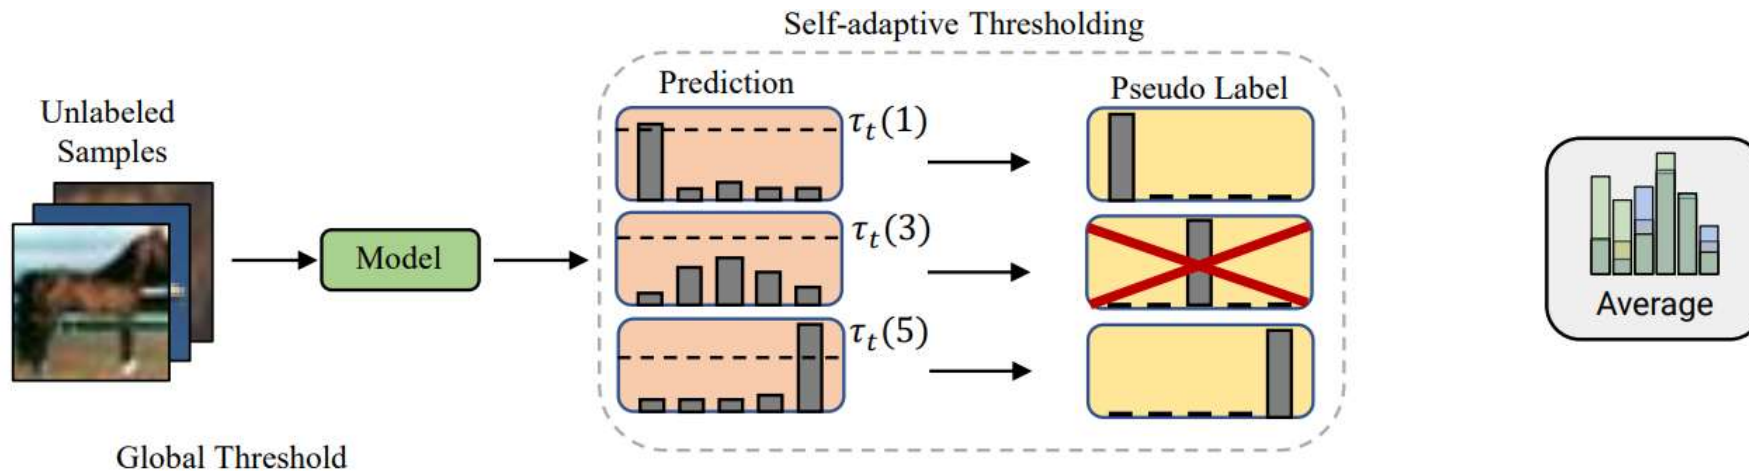 Self-adaptive Thresholding
Unlabeled
Samples
Model
Prediction
Pseudo Label
τₜ(1)
τₜ(3)
τₜ(5)
Average
Global Threshold